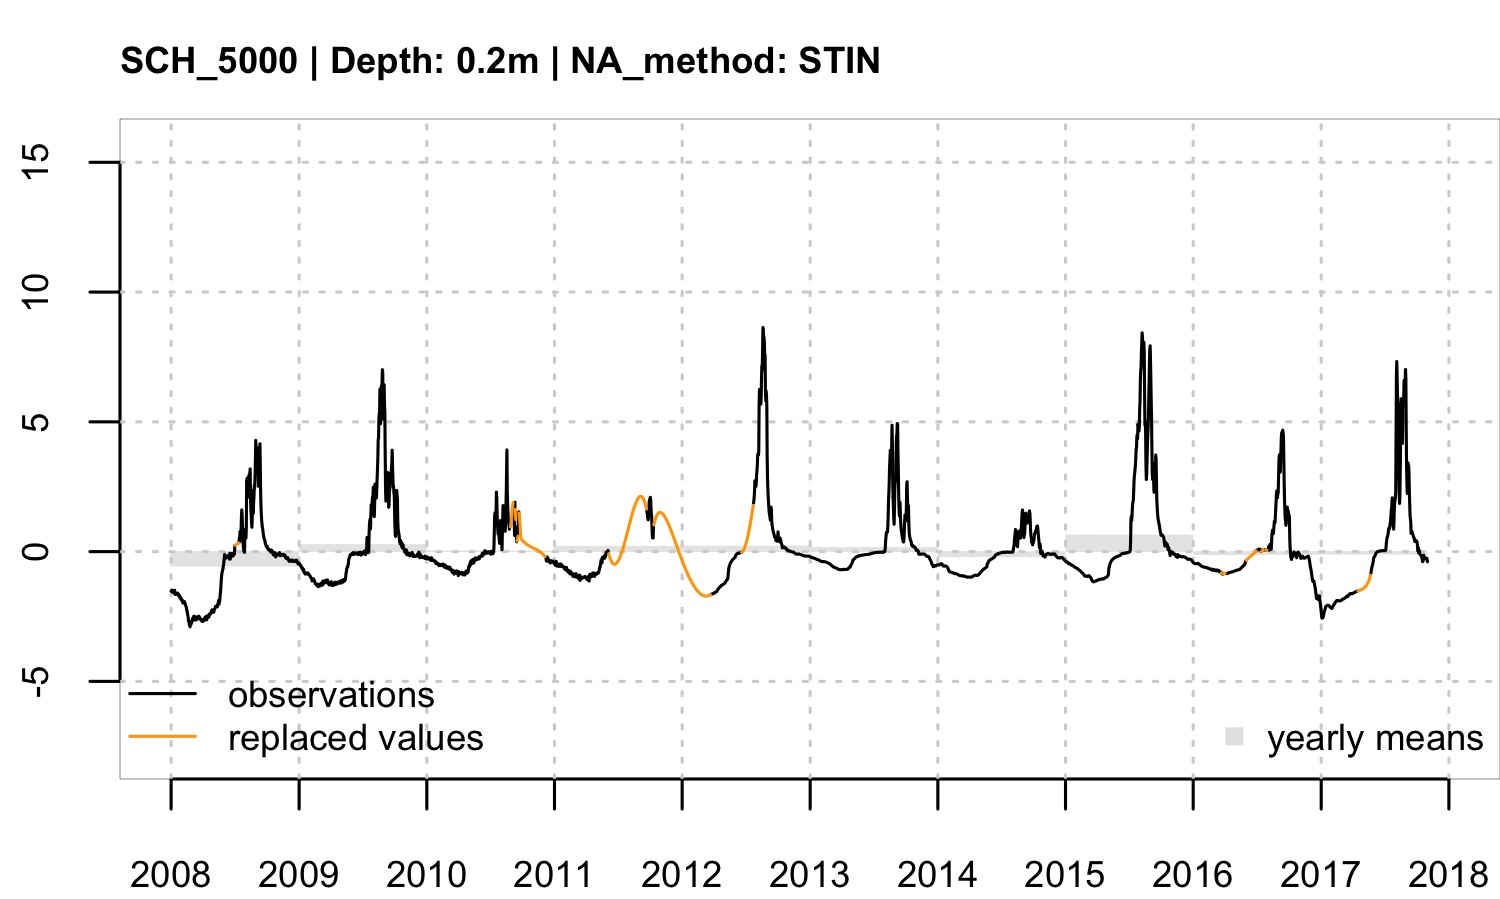 SCH_5000 | Depth: 0.2m | NA_method: STIN
15
10
5
0
-5
observations
replaced values
yearly means
2008 2009 2010 2011 2012 2013 2014 2015 2016 2017 2018